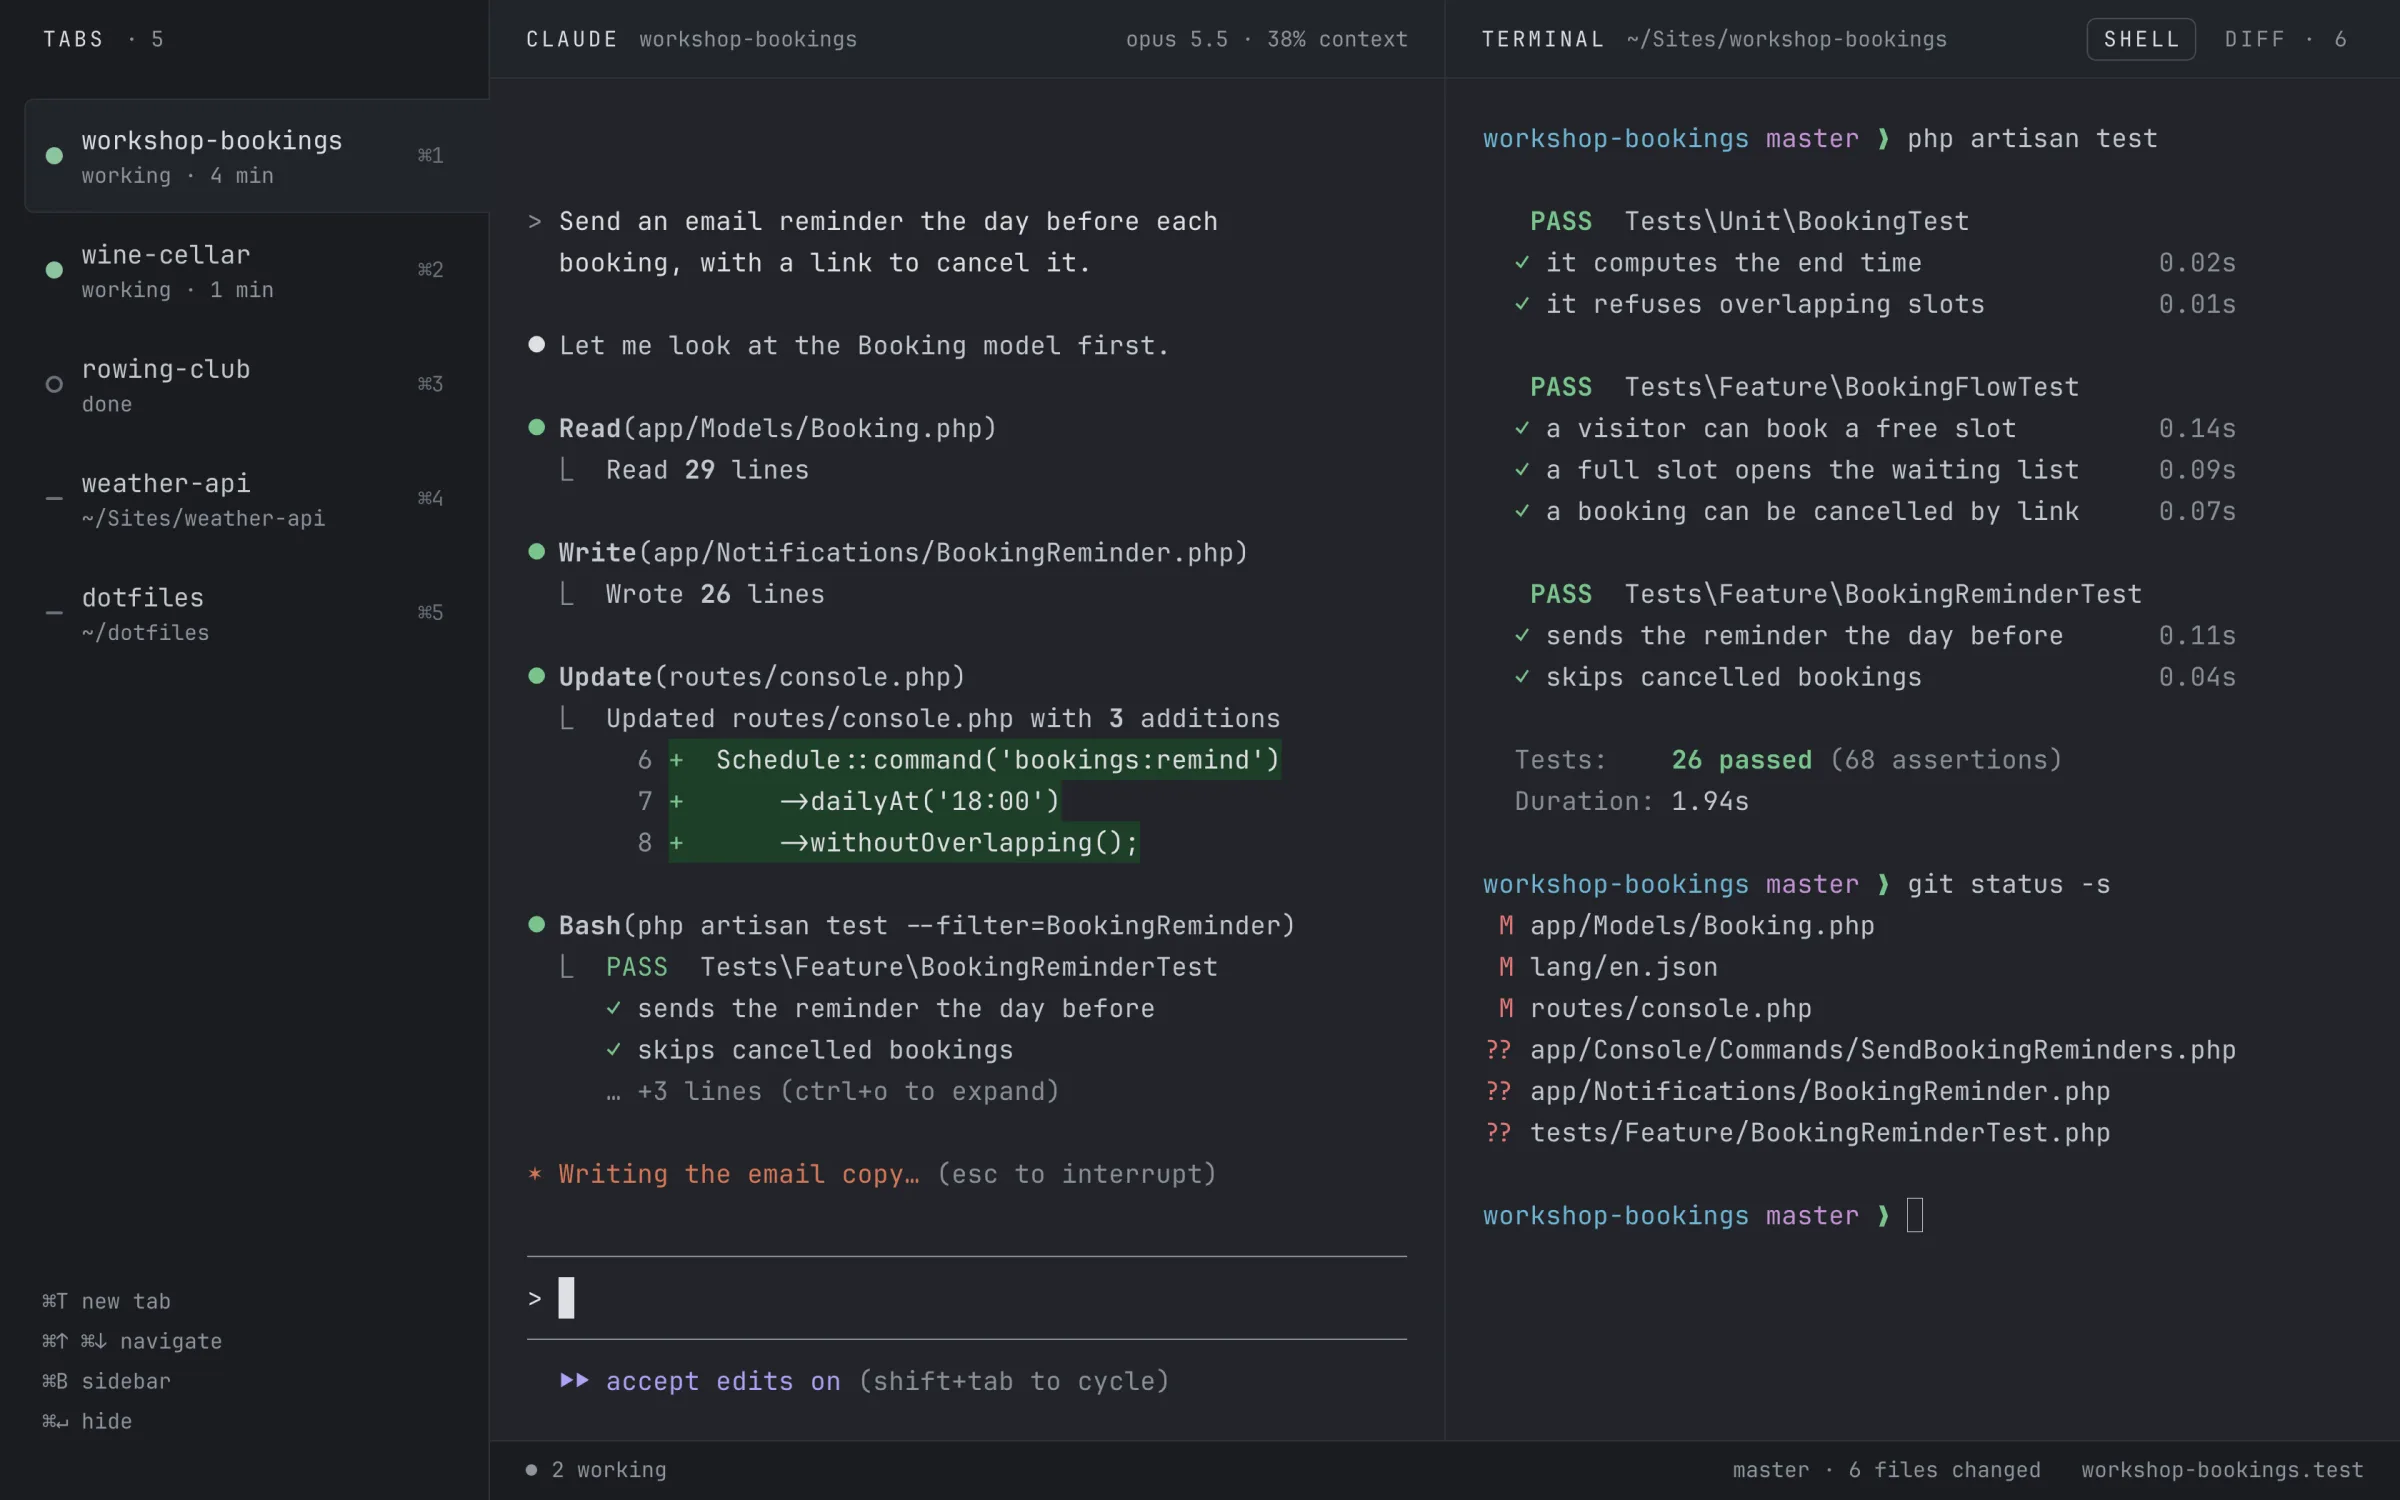 TABS · 5
workshop-bookings ⌘1
working · 4 min
wine-cellar ⌘2
working · 1 min
rowing-club ⌘3
done
weather-api ⌘4
~/Sites/weather-api
dotfiles ⌘5
~/dotfiles
⌘T new tab
⌘↑ ⌘↓ navigate
⌘B sidebar
⌘↵ hide
CLAUDE workshop-bookings opus 5.5 · 38% context
> Send an email reminder the day before each
booking, with a link to cancel it.
● Let me look at the Booking model first.
● Read(app/Models/Booking.php)
⎿ Read 29 lines
● Write(app/Notifications/BookingReminder.php)
⎿ Wrote 26 lines
● Update(routes/console.php)
⎿ Updated routes/console.php with 3 additions
6 + Schedule::command('bookings:remind')
7 + ->dailyAt('18:00')
8 + ->withoutOverlapping();
● Bash(php artisan test --filter=BookingReminder)
⎿ PASS Tests\Feature\BookingReminderTest
✓ sends the reminder the day before
✓ skips cancelled bookings
… +3 lines (ctrl+o to expand)
✶ Writing the email copy… (esc to interrupt)
>
⏵⏵ accept edits on (shift+tab to cycle)
TERMINAL ~/Sites/workshop-bookings SHELL DIFF · 6
workshop-bookings master ❯ php artisan test
PASS Tests\Unit\BookingTest
✓ it computes the end time 0.02s
✓ it refuses overlapping slots 0.01s
PASS Tests\Feature\BookingFlowTest
✓ a visitor can book a free slot 0.14s
✓ a full slot opens the waiting list 0.09s
✓ a booking can be cancelled by link 0.07s
PASS Tests\Feature\BookingReminderTest
✓ sends the reminder the day before 0.11s
✓ skips cancelled bookings 0.04s
Tests: 26 passed (68 assertions)
Duration: 1.94s
workshop-bookings master ❯ git status -s
M app/Models/Booking.php
M lang/en.json
M routes/console.php
?? app/Console/Commands/SendBookingReminders.php
?? app/Notifications/BookingReminder.php
?? tests/Feature/BookingReminderTest.php
workshop-bookings master ❯
● 2 working
master · 6 files changed workshop-bookings.test